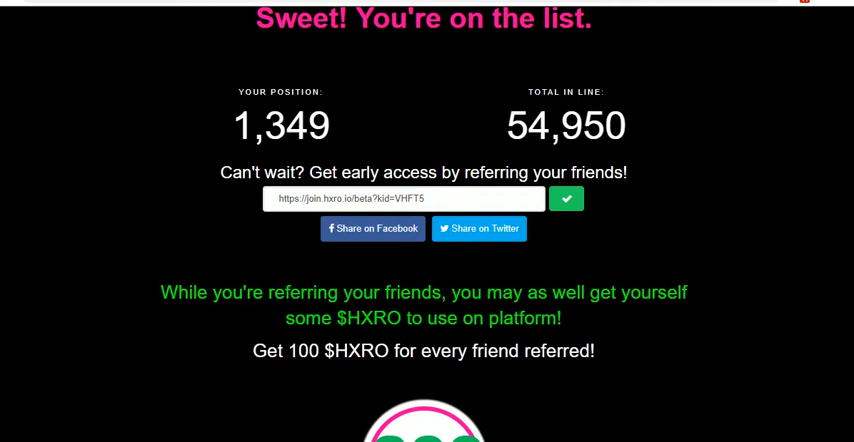 Sweet! You're on the list.
YOUR POSITION:
TOTAL IN LINE:
1,349
54,950
Can't wait? Get early access by referring your friends!
https://join.hxro.io/beta?kid=VHFT5
Share on Facebook
Share on Twitter
While you're referring your friends, you may as well get yourself
some $HXRO to use on platform!
Get 100 $HXRO for every friend referred!